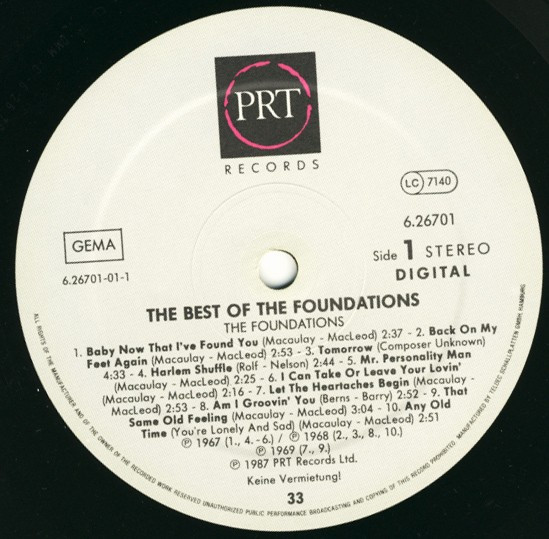 PRT
RECORDS
LC 7140
6.26701
GEMA
Side 1 STEREO
6.26701-01-1
DIGITAL
THE BEST OF THE FOUNDATIONS
THE FOUNDATIONS
1. Baby Now That I've Found You (Macaulay - MacLeod) 2:37 - 2. Back On My
Feet Again (Macaulay - MacLeod) 2:53 - 3. Tomorrow (Composer Unknown)
4:33 - 4. Harlem Shuffle (Rolf - Nelson) 2:44 - 5. Mr. Personality Man
(Macaulay - MacLeod) 2:25 - 6. I Can Take Or Leave Your Lovin'
(Macaulay - MacLeod) 2:16 - 7. Let The Heartaches Begin (Macaulay -
MacLeod) 2:53 - 8. Am I Groovin' You (Berns - Barry) 2:52 - 9. That
Same Old Feeling (Macaulay - MacLeod) 3:04 - 10. Any Old
Time (You're Lonely And Sad) (Macaulay - MacLeod) 2:51
℗ 1967 (1., 4.-6.) / ℗ 1968 (2., 3., 8., 10.)
℗ 1969 (7., 9.)
℗ 1987 PRT Records Ltd.
Keine Vermietung!
33
ALL RIGHTS OF THE MANUFACTURER AND OF THE OWNER OF THE RECORDED WORK RESERVED UNAUTHORIZED PUBLIC PERFORMANCE BROADCASTING AND COPYING OF THIS RECORD PROHIBITED MANUFACTURED BY TELDEC SCHALLPLATTEN GMBH, HAMBURG